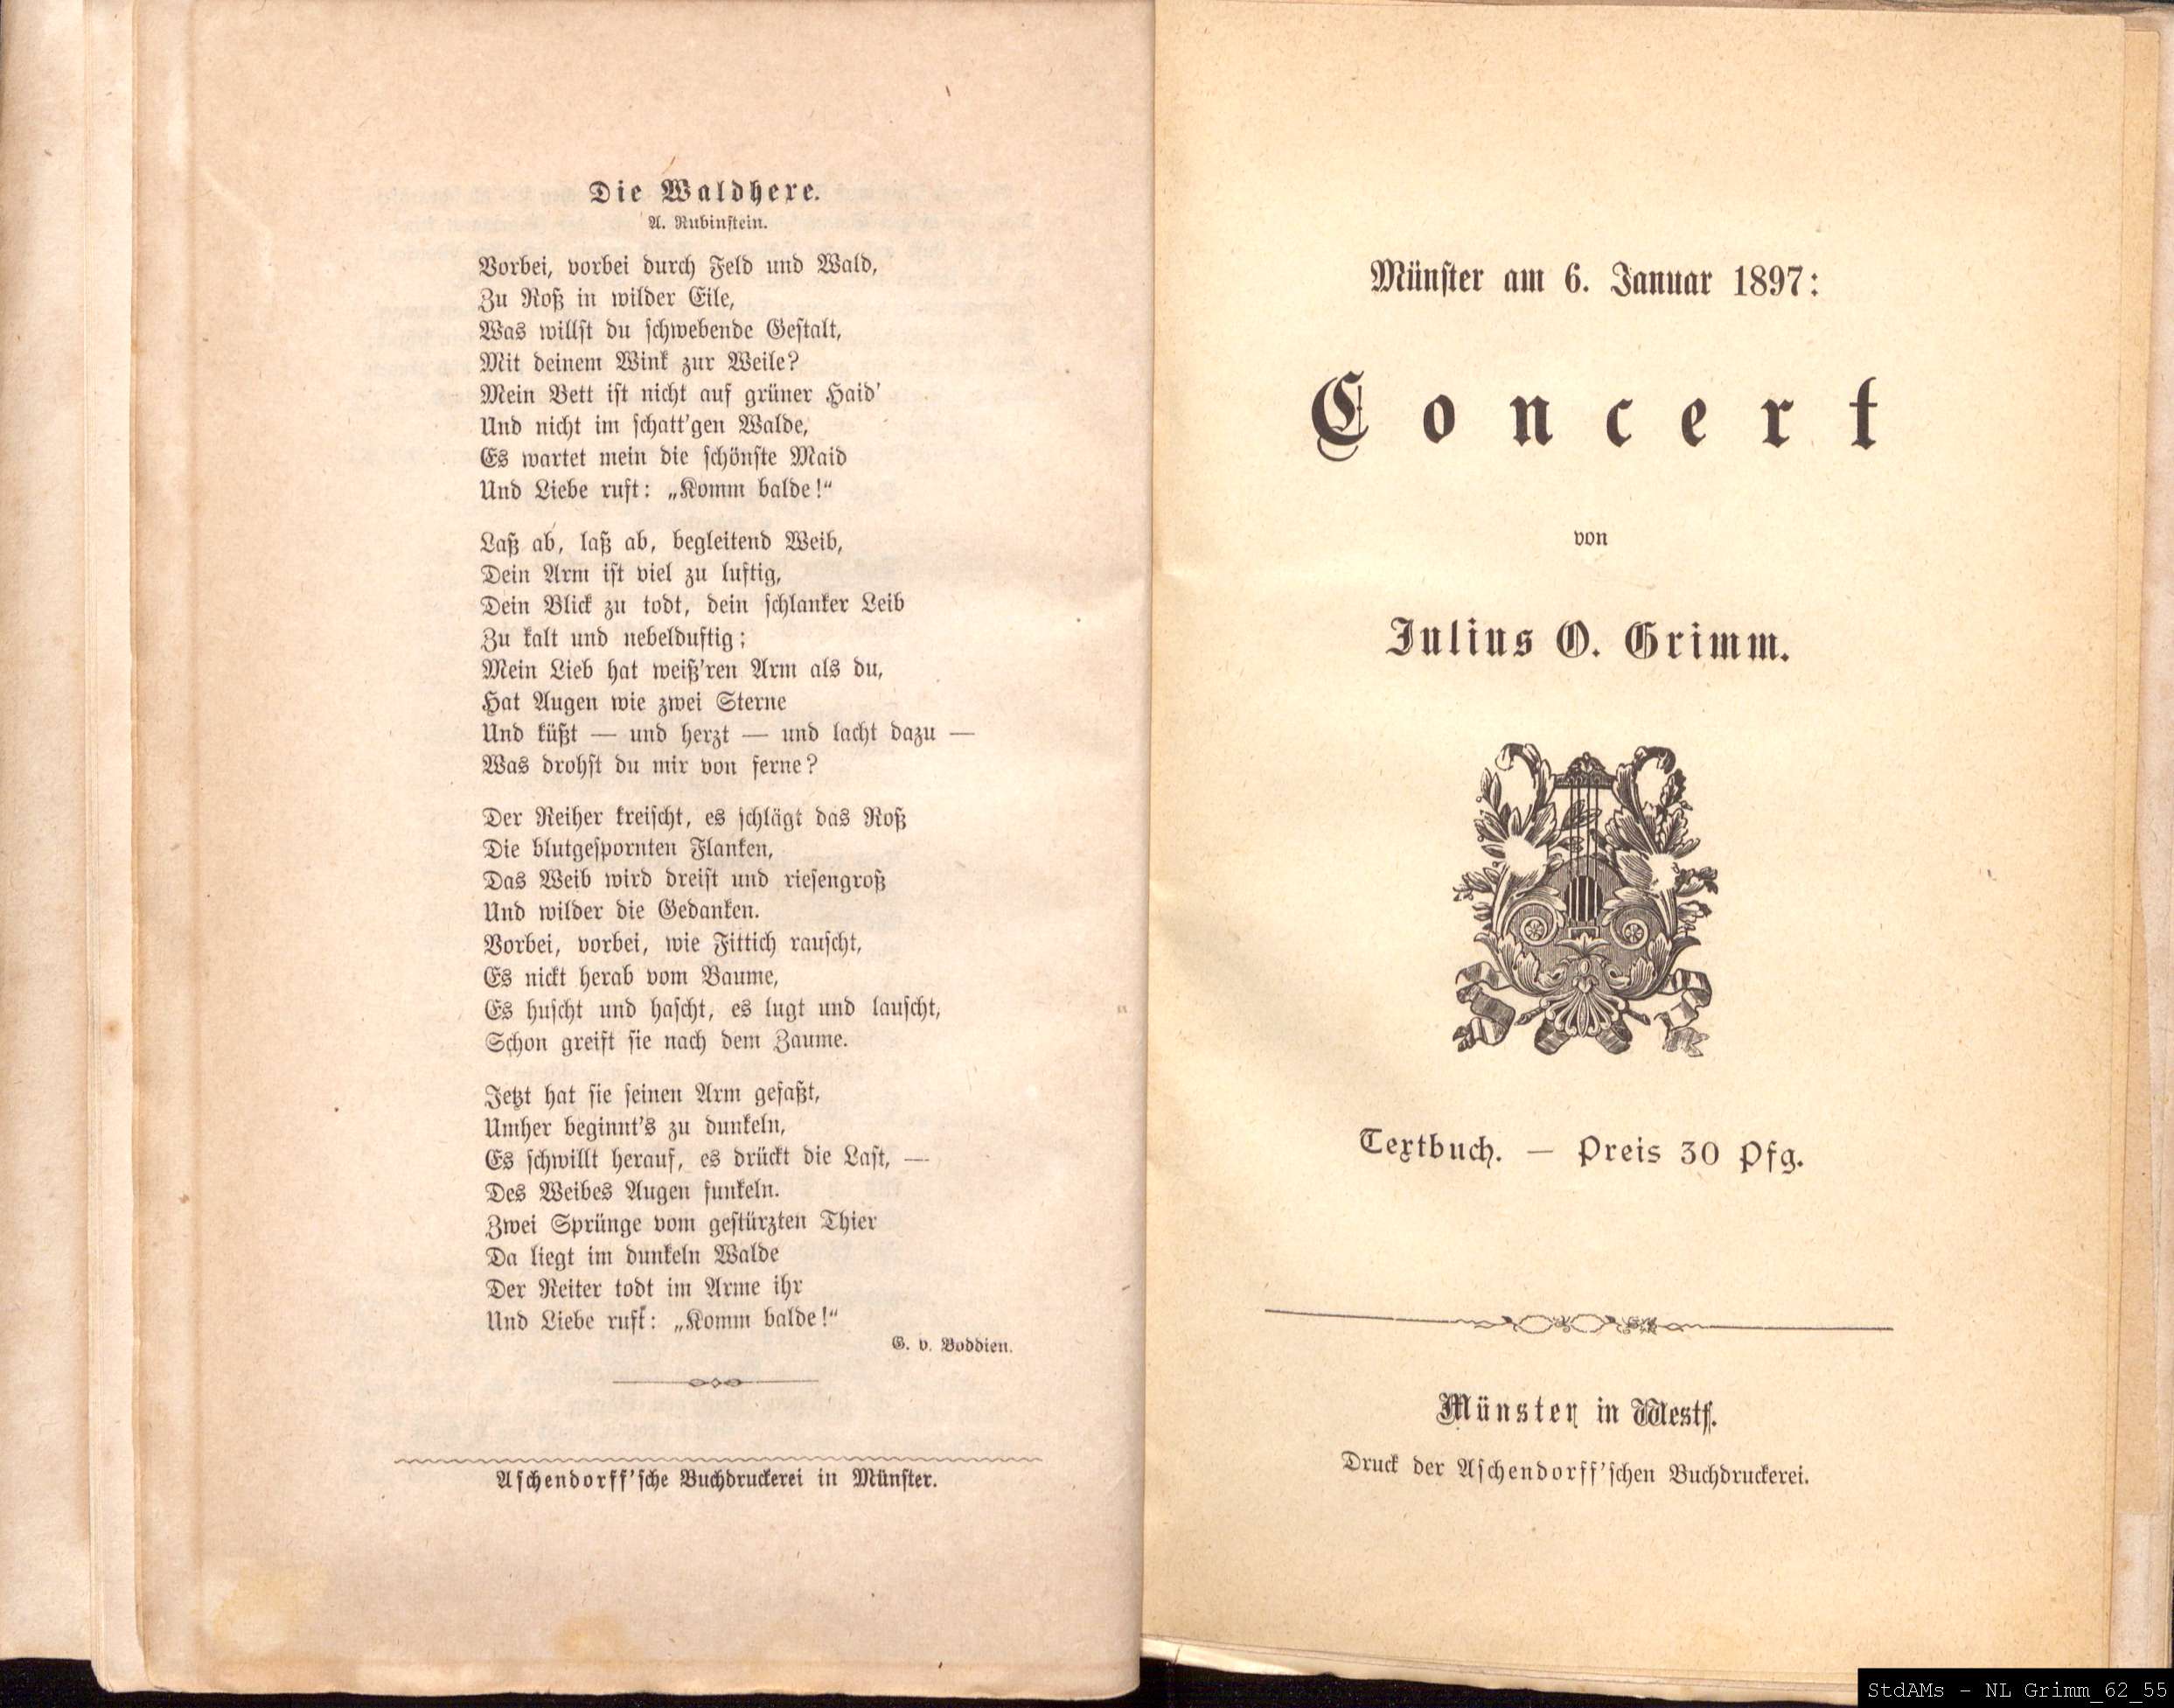 Die Waldhexe.
A. Rubinstein.
Vorbei, vorbei durch Feld und Wald,
Zu Roß in wilder Eile,
Was willst du schwebende Gestalt,
Mit deinem Wink zur Weile?
Mein Bett ist nicht auf grüner Haid'
Und nicht im schatt'gen Walde,
Es wartet mein die schönste Maid
Und Liebe ruft: „Komm balde!“
Laß ab, laß ab, begleitend Weib,
Dein Arm ist viel zu luftig,
Dein Blick zu todt, dein schlanker Leib
Zu kalt und nebelduftig;
Mein Lieb hat weiß'ren Arm als du,
Hat Augen wie zwei Sterne
Und küßt — und herzt — und lacht dazu —
Was drohst du mir von ferne?
Der Reiher kreischt, es schlägt das Roß
Die blutgespornten Flanken,
Das Weib wird dreist und riesengroß
Und wilder die Gedanken.
Vorbei, vorbei, wie Fittich rauscht,
Es nickt herab vom Baume,
Es huscht und hascht, es lugt und lauscht,
Schon greift sie nach dem Zaume.
Jetzt hat sie seinen Arm gefaßt,
Umher beginnt's zu dunkeln,
Es schwillt herauf, es drückt die Last, —
Des Weibes Augen funkeln.
Zwei Sprünge vom gestürzten Thier
Da liegt im dunkeln Walde
Der Reiter todt im Arme ihr
Und Liebe ruft: „Komm balde!“
G. v. Boddien.
Aschendorff'sche Buchdruckerei in Münster.
Münster am 6. Januar 1897:
Concert
von
Julius O. Grimm.
Textbuch. — Preis 30 Pfg.
Münster in Westf.
Druck der Aschendorff'schen Buchdruckerei.
StdAMs - NL Grimm_62_55